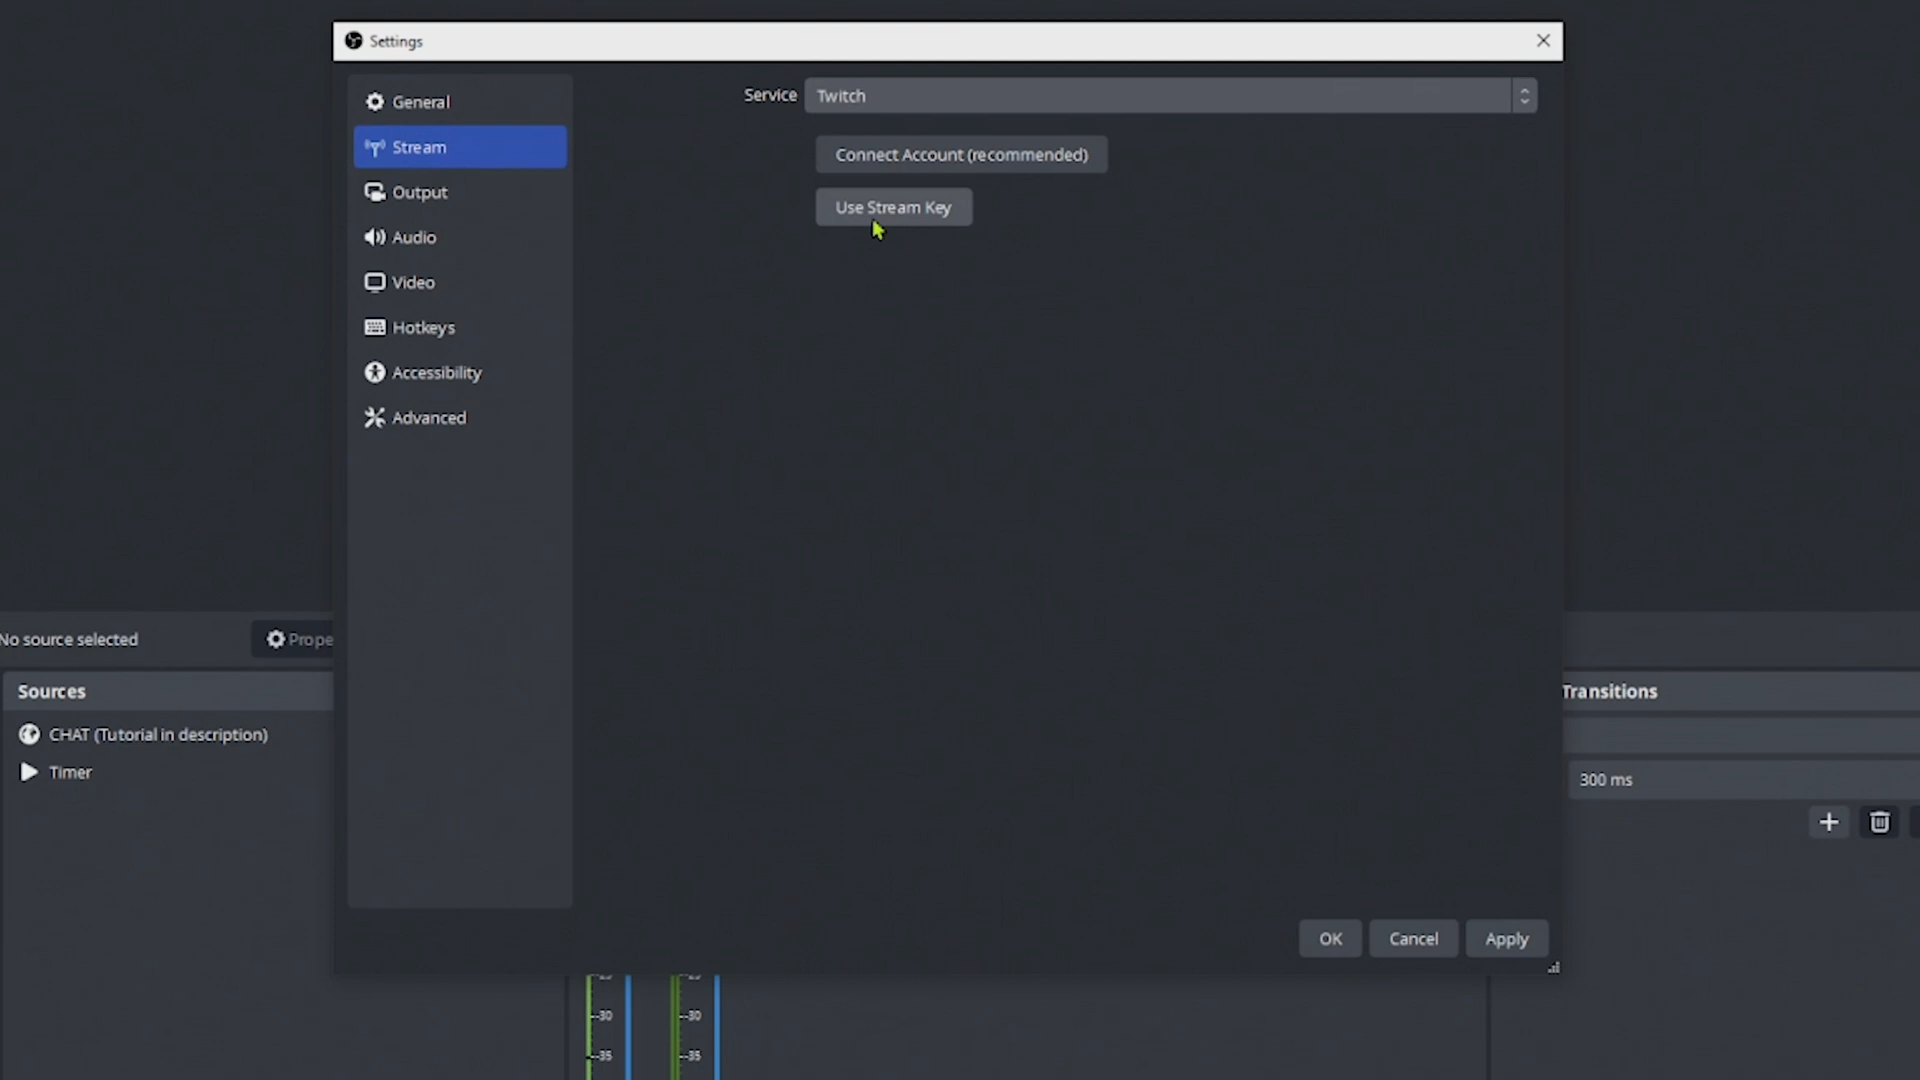 Settings
General
Stream
Output
Audio
Video
Hotkeys
Accessibility
Advanced
Service
Twitch
Connect Account (recommended)
Use Stream Key
OK
Cancel
Apply
No source selected
Sources
CHAT (Tutorial in description)
Timer
Transitions
300 ms
-30
-30
-35
-35